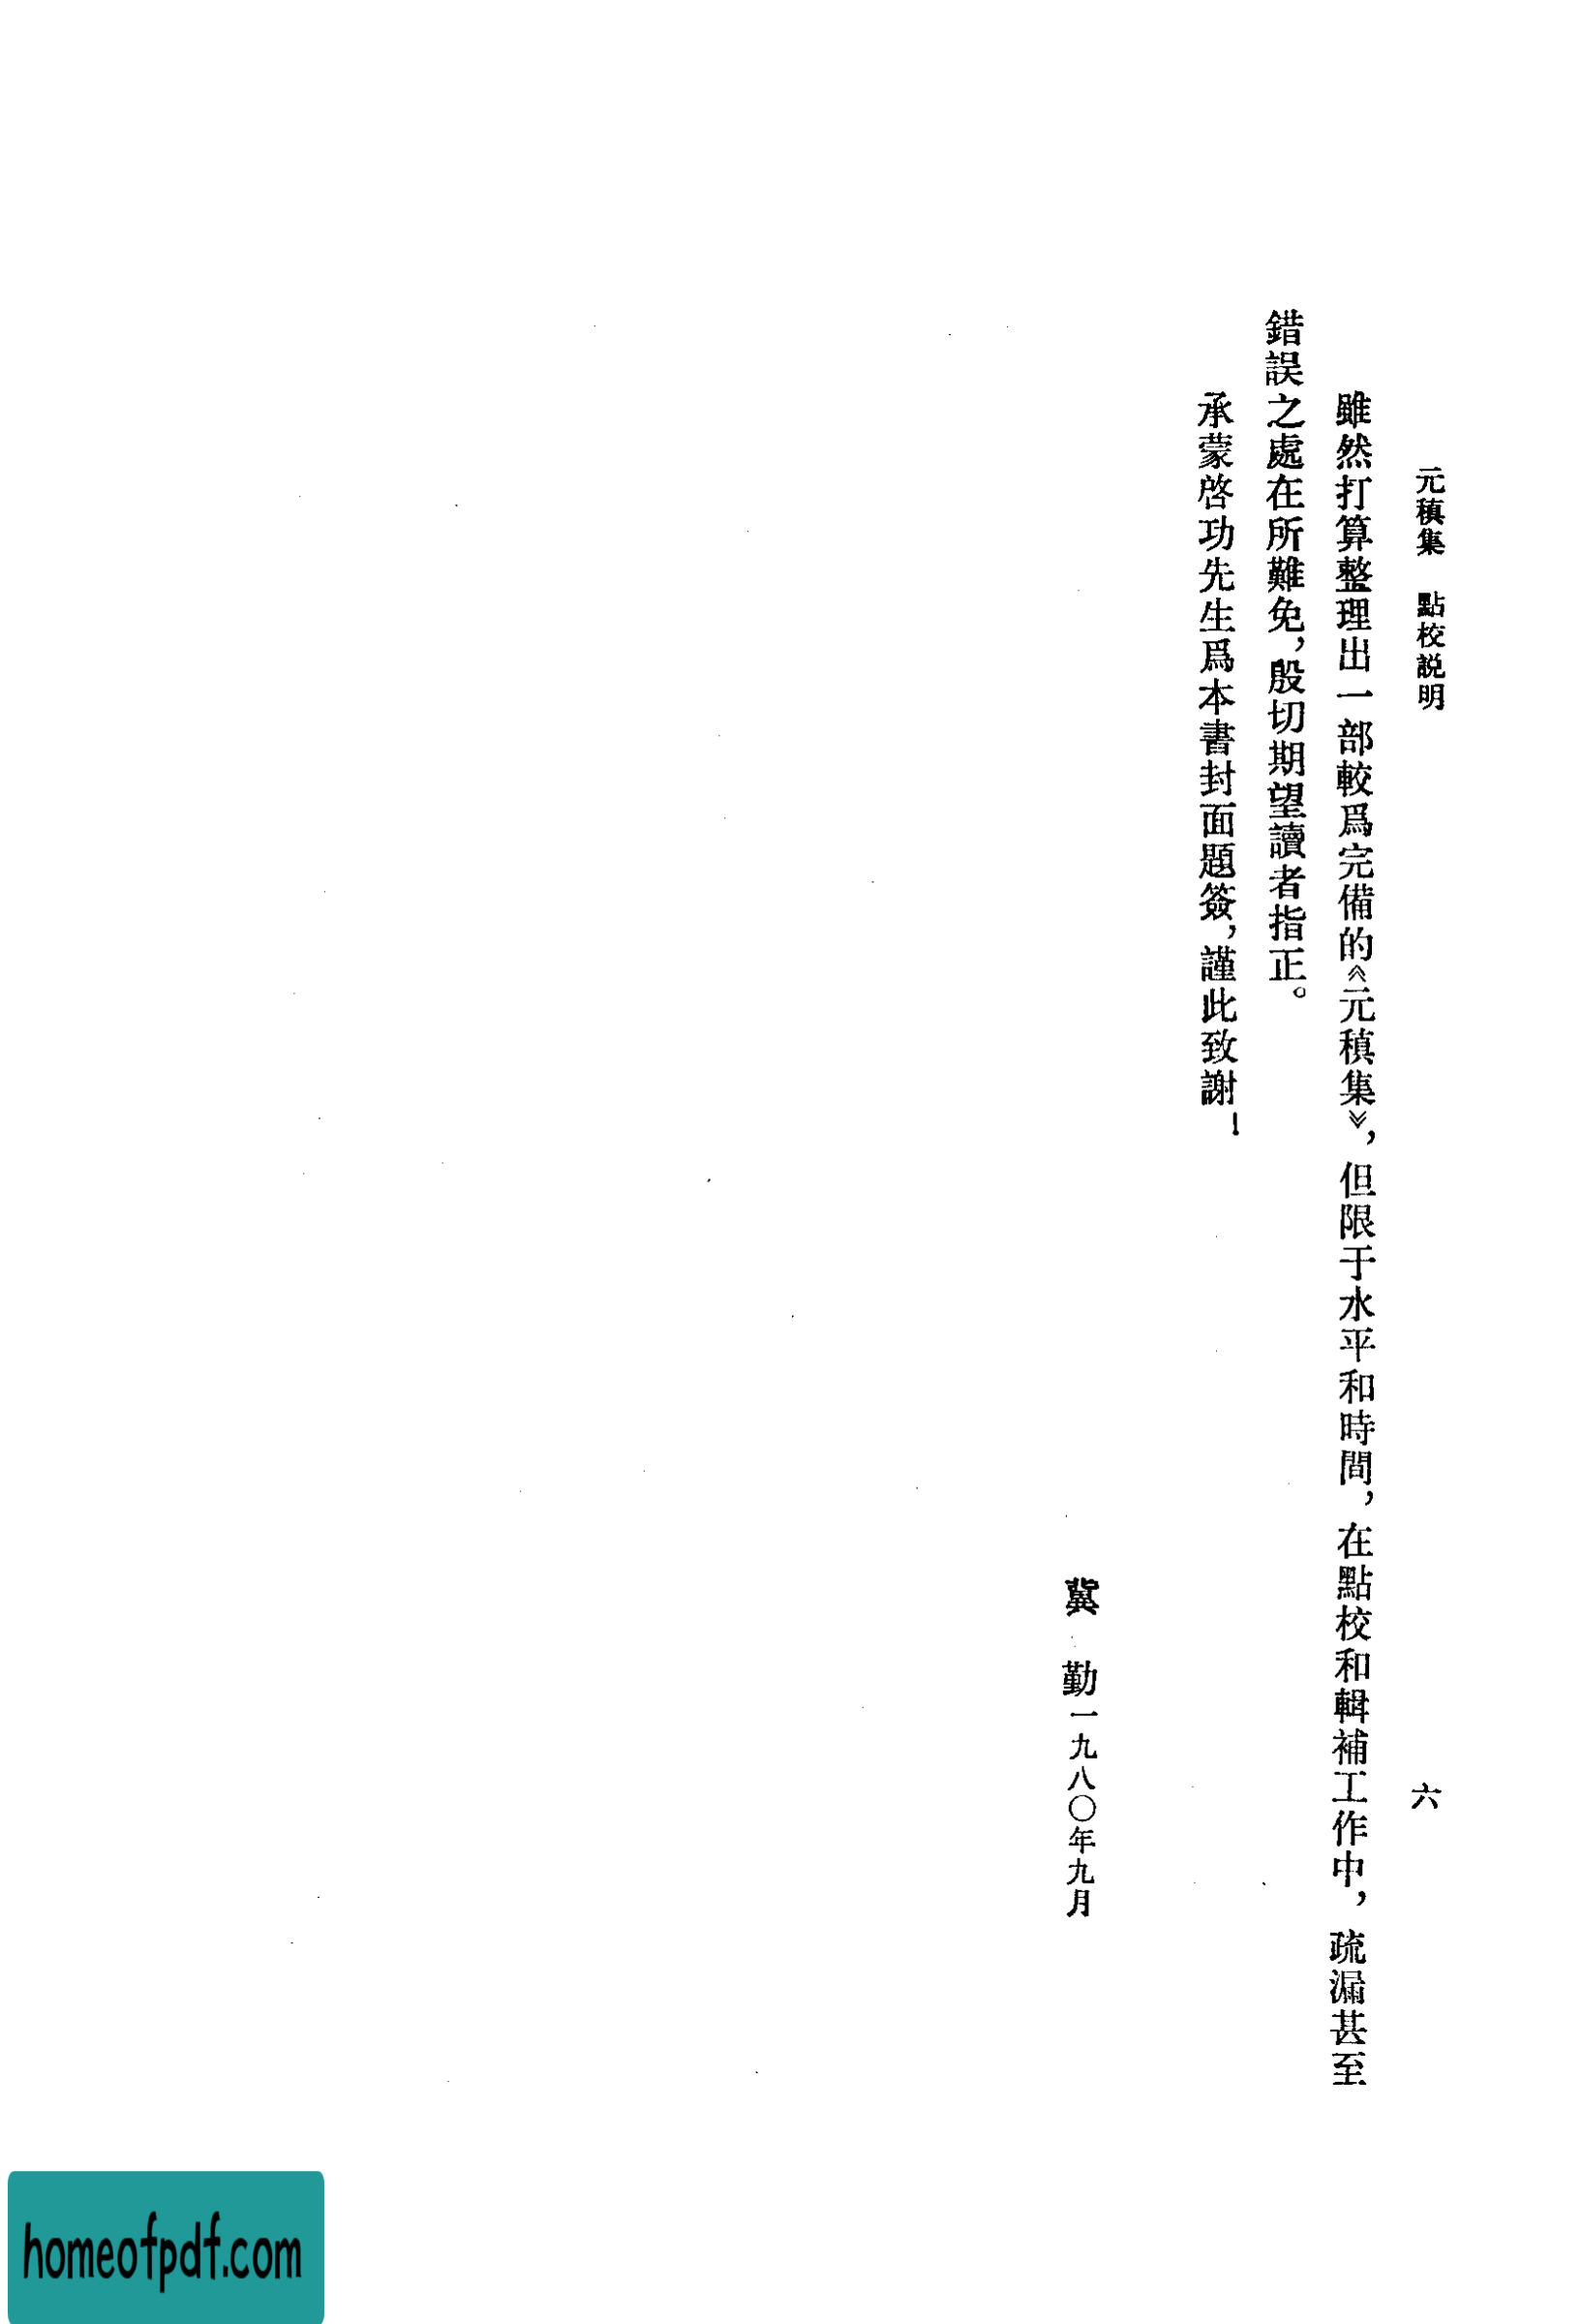 元稹集　點校説明
六
雖然打算整理出一部較爲完備的《元稹集》，但限于水平和時間，在點校和輯補工作中，疏漏甚至
錯誤之處在所難免，殷切期望讀者指正。
承蒙啓功先生爲本書封面題簽，謹此致謝！
冀　勤一九八〇年九月
homeofpdf.com